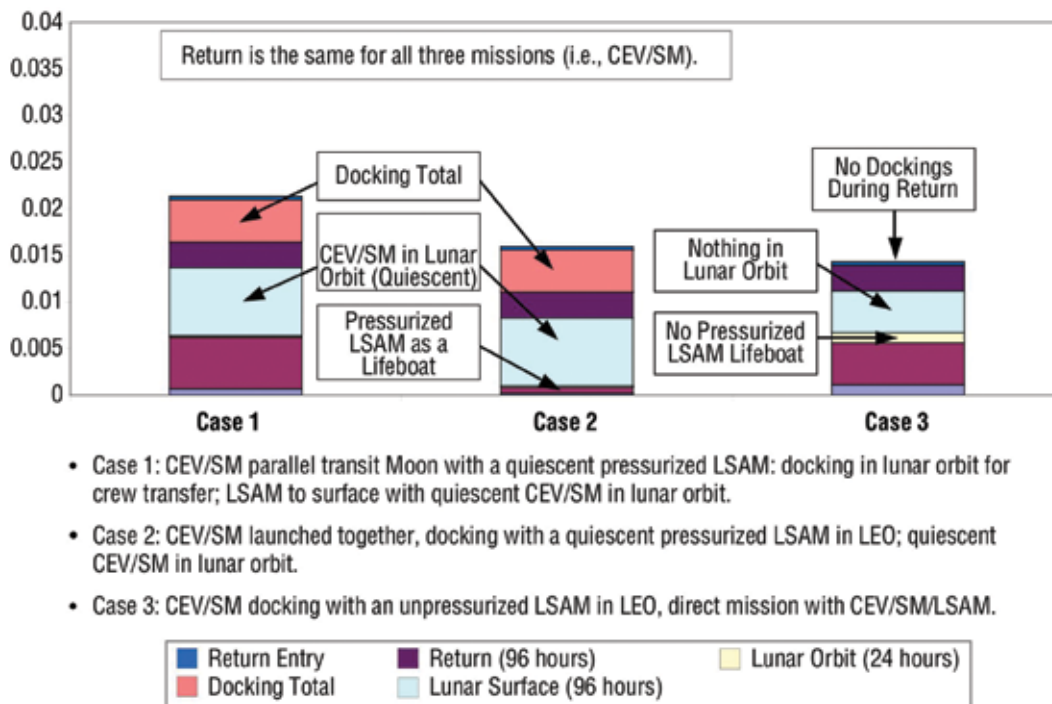 0.04
0.035
0.03
0.025
0.02
0.015
0.01
0.005
0
Return is the same for all three missions (i.e., CEV/SM).
Docking Total
CEV/SM in Lunar
Orbit (Quiescent)
Pressurized
LSAM as a
Lifeboat
No Dockings
During Return
Nothing in
Lunar Orbit
No Pressurized
LSAM Lifeboat
Case 1
Case 2
Case 3
• Case 1: CEV/SM parallel transit Moon with a quiescent pressurized LSAM: docking in lunar orbit for
crew transfer; LSAM to surface with quiescent CEV/SM in lunar orbit.
• Case 2: CEV/SM launched together, docking with a quiescent pressurized LSAM in LEO; quiescent
CEV/SM in lunar orbit.
• Case 3: CEV/SM docking with an unpressurized LSAM in LEO, direct mission with CEV/SM/LSAM.
Return Entry
Return (96 hours)
Lunar Orbit (24 hours)
Docking Total
Lunar Surface (96 hours)